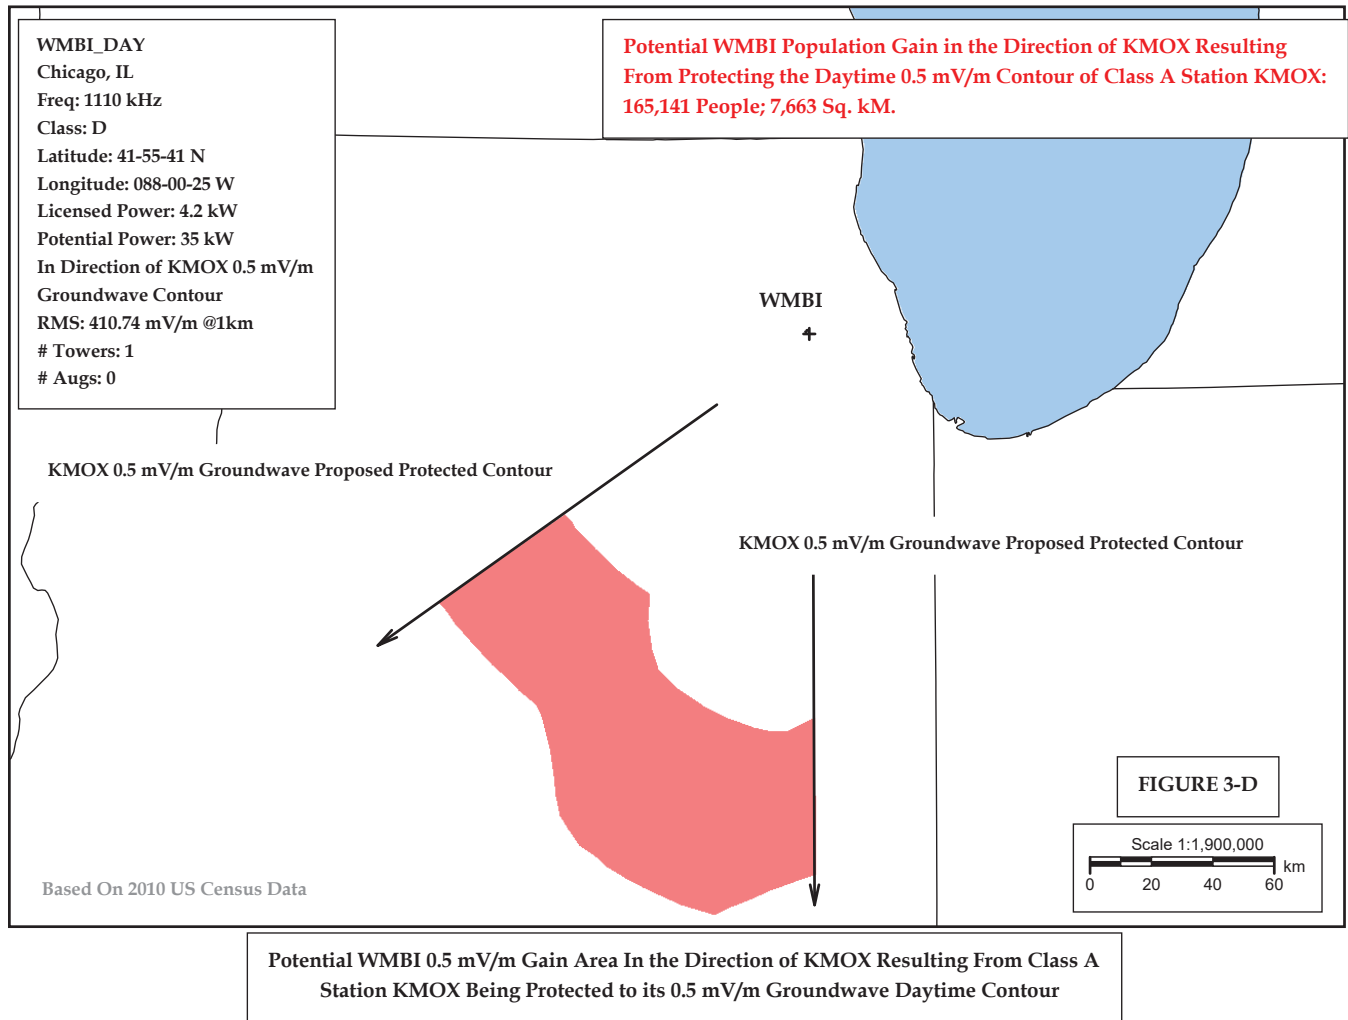 WMBI_DAY
Chicago, IL
Freq: 1110 kHz
Class: D
Latitude: 41-55-41 N
Longitude: 088-00-25 W
Licensed Power: 4.2 kW
Potential Power: 35 kW
In Direction of KMOX 0.5 mV/m
Groundwave Contour
RMS: 410.74 mV/m @1km
# Towers: 1
# Augs: 0
Potential WMBI Population Gain in the Direction of KMOX Resulting
From Protecting the Daytime 0.5 mV/m Contour of Class A Station KMOX:
165,141 People; 7,663 Sq. kM.
WMBI
KMOX 0.5 mV/m Groundwave Proposed Protected Contour
KMOX 0.5 mV/m Groundwave Proposed Protected Contour
FIGURE 3-D
Scale 1:1,900,000
km
0 20 40 60
Based On 2010 US Census Data
Potential WMBI 0.5 mV/m Gain Area In the Direction of KMOX Resulting From Class A
Station KMOX Being Protected to its 0.5 mV/m Groundwave Daytime Contour